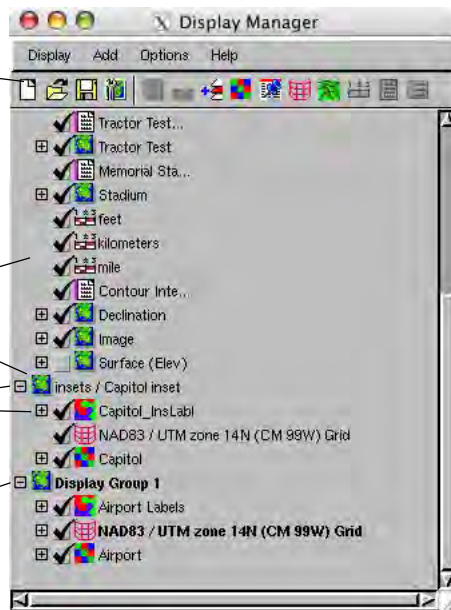 Display Manager
Display Add Options Help
Tractor Test...
Tractor Test
Memorial Sta...
Stadium
feet
kilometers
mile
Contour Inte..
Declination
Image
Surface (Elev)
insets / Capitol inset
Capitol_InsLabl
NAD83 / UTM zone 14N (CM 99W) Grid
Capitol
Display Group 1
Airport Labels
NAD83 / UTM zone 14N (CM 99W) Grid
Airport